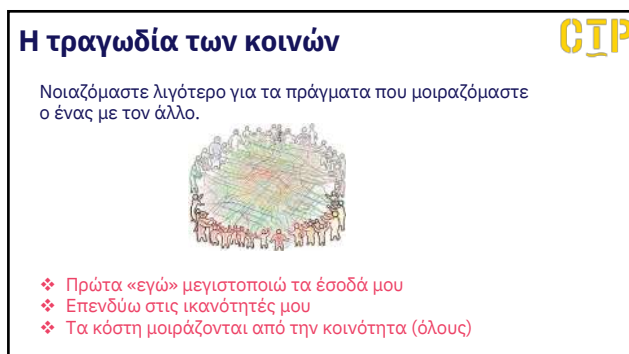 Η τραγωδία των κοινών
CTP
Νοιαζόμαστε λιγότερο για τα πράγματα που μοιραζόμαστε
ο ένας με τον άλλο.
❖ Πρώτα «εγώ» μεγιστοποιώ τα έσοδά μου
❖ Επενδύω στις ικανότητές μου
❖ Τα κόστη μοιράζονται από την κοινότητα (όλους)